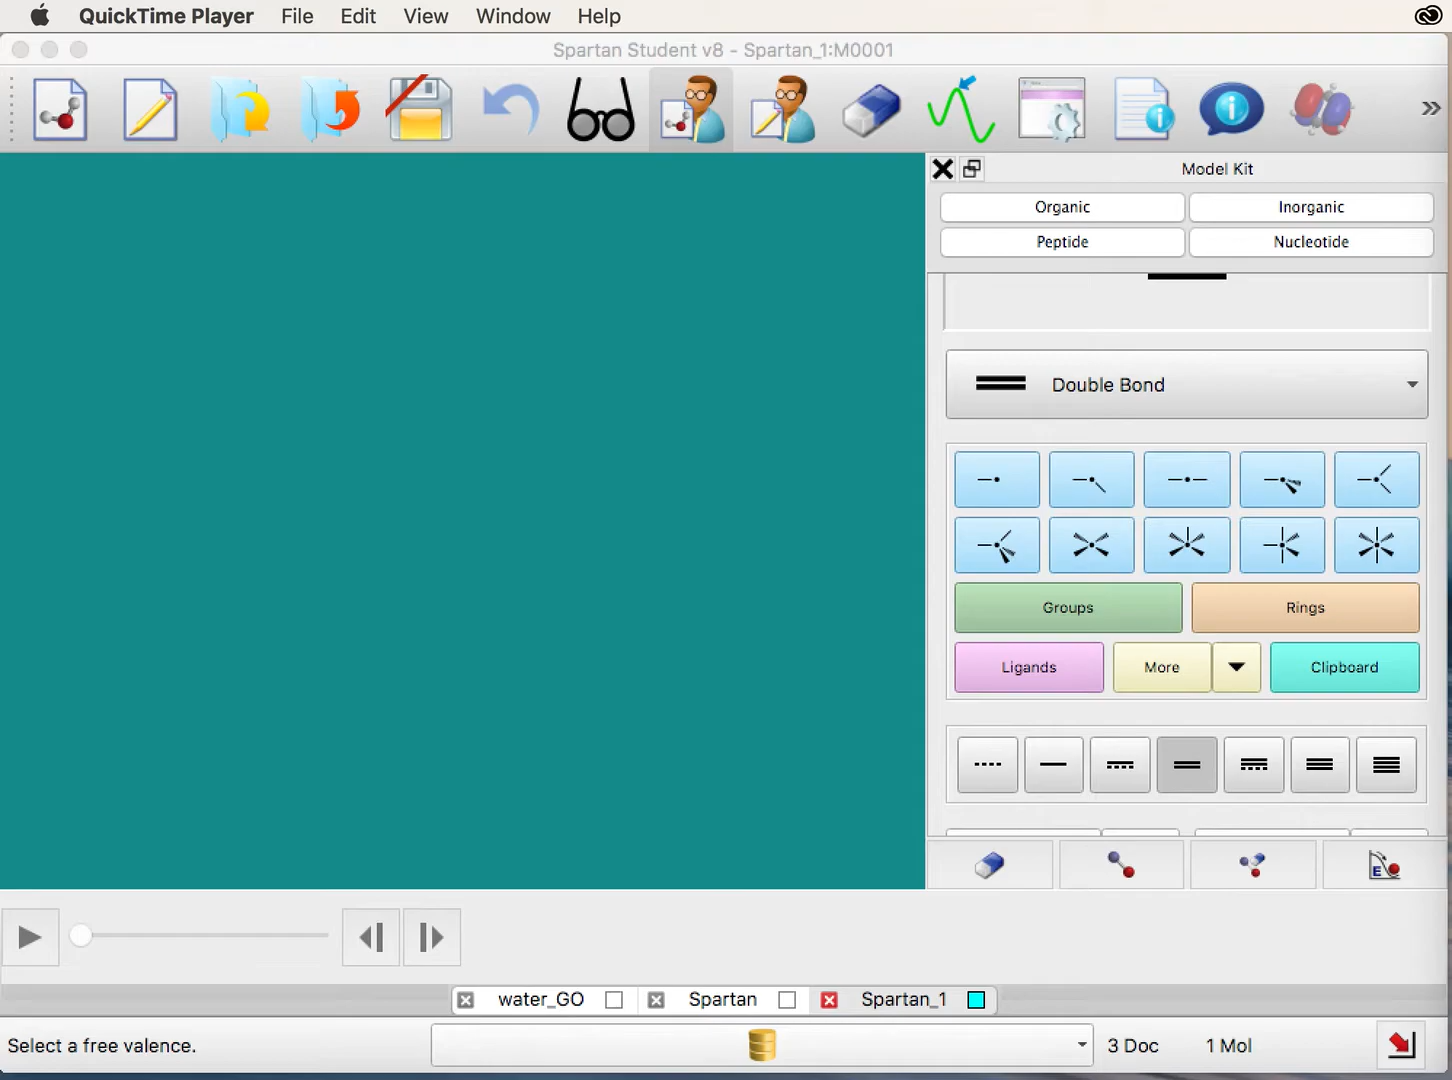 QuickTime Player File Edit View Window Help
Spartan Student v8 - Spartan_1:M0001
Model Kit
Organic Inorganic
Peptide Nucleotide
Double Bond
Groups Rings
Ligands More Clipboard
water_GO Spartan Spartan_1
Select a free valence. 3 Doc 1 Mol